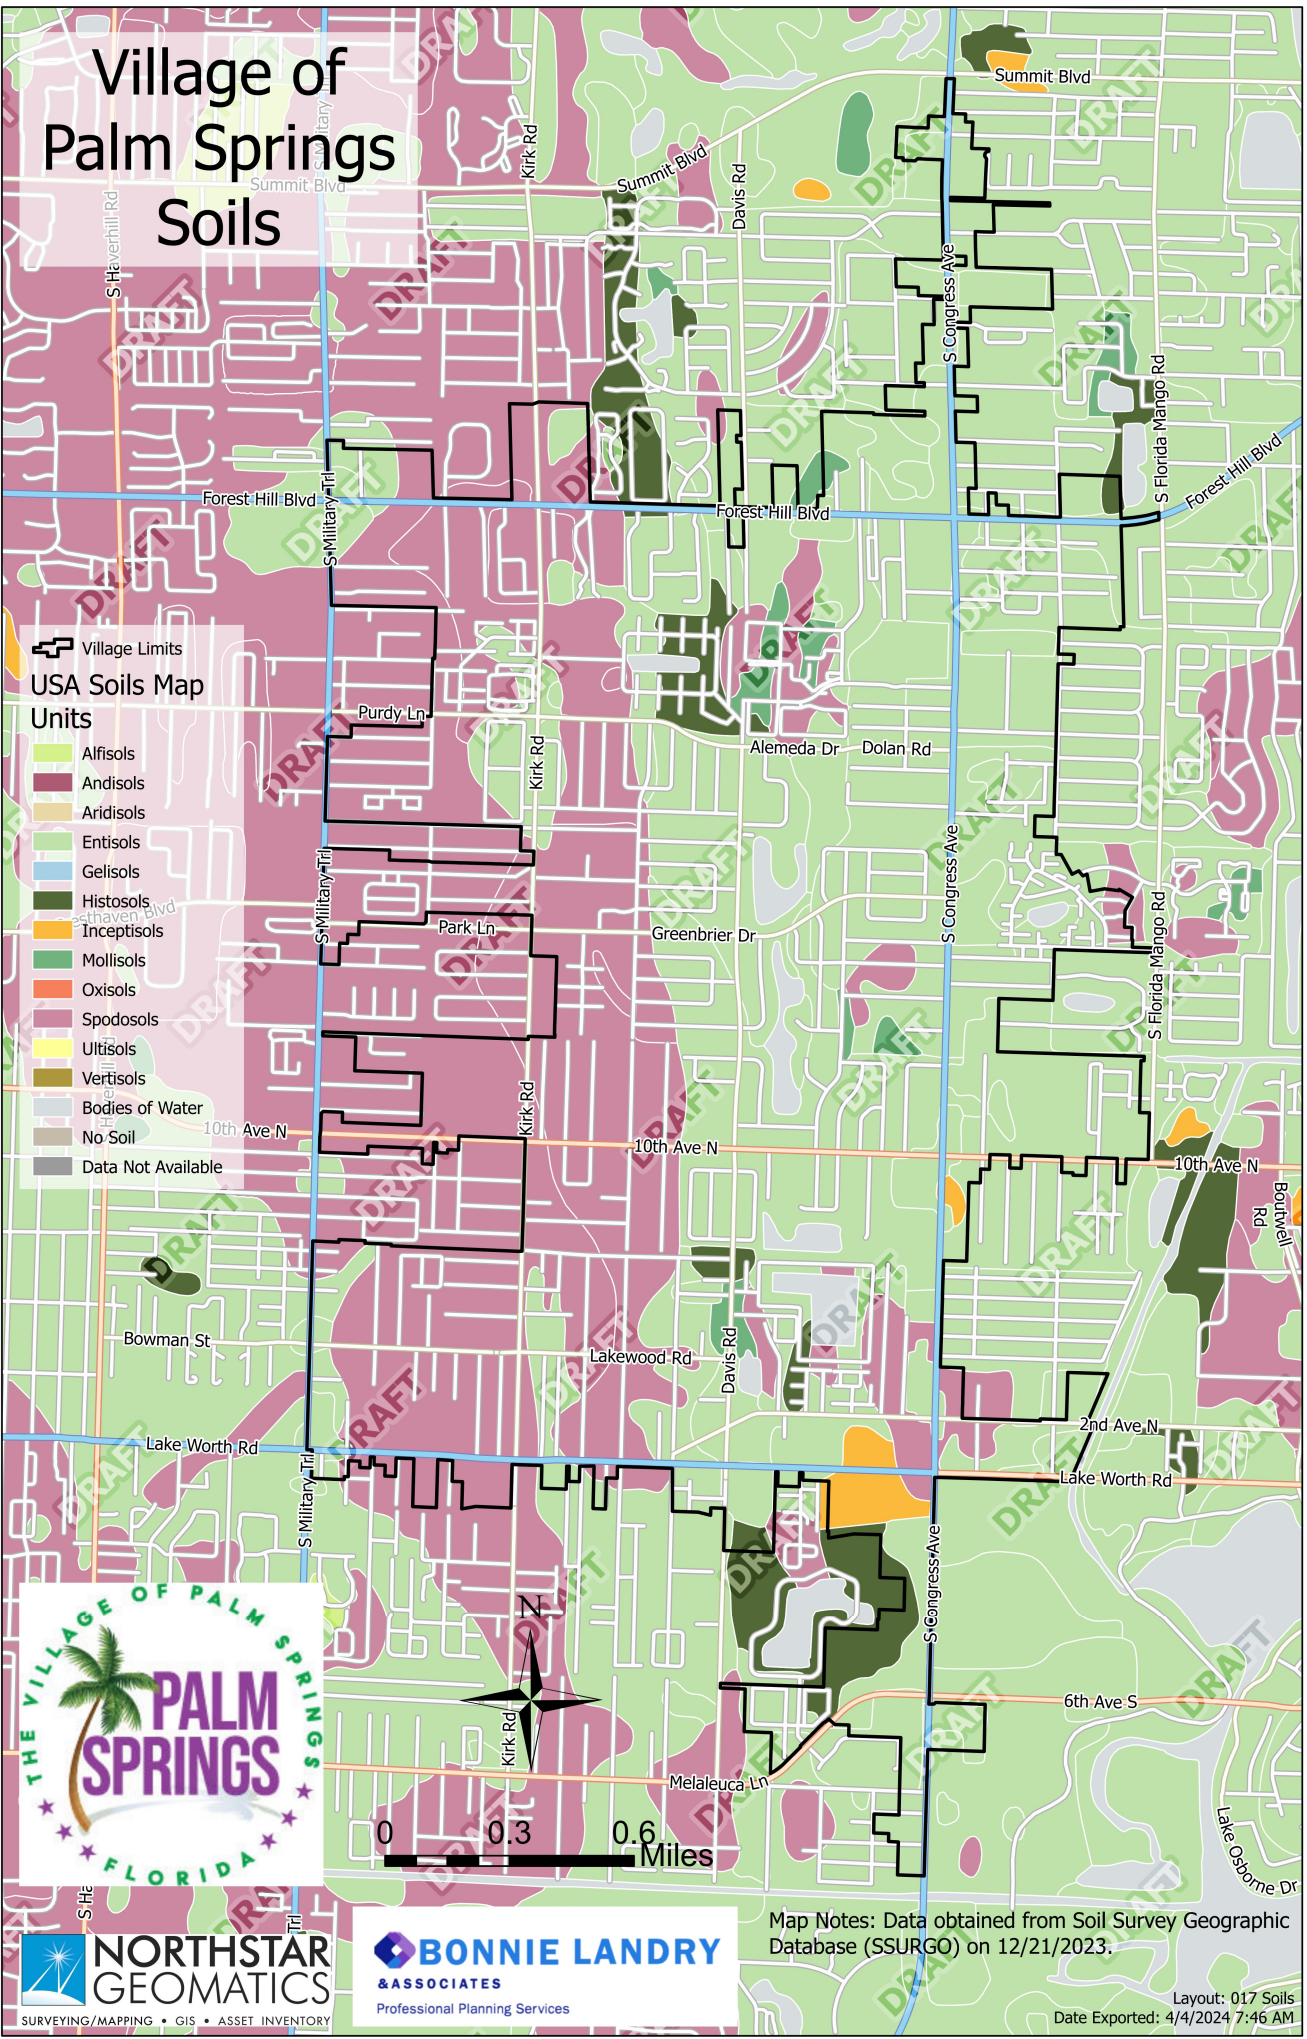 Village of
Palm Springs
Soils
Summit Blvd
S Military Trl
Summit Blvd
Kirk Rd
Summit Blvd
Davis Rd
S Haverhill Rd
S Congress Ave
S Florida Mango Rd
Forest Hill Blvd
S Military Trl
Forest Hill Blvd
Forest Hill Blvd
Village Limits
USA Soils Map
Units
Alfisols
Andisols
Aridisols
Entisols
Gelisols
Histosols
Inceptisols
Mollisols
Oxisols
Spodosols
Ultisols
Vertisols
Bodies of Water
No Soil
Data Not Available
Purdy Ln
Kirk Rd
Alemeda Dr
Dolan Rd
S Military Trl
S Congress Ave
esthaven Blvd
Park Ln
Greenbrier Dr
S Florida Mango Rd
Kirk Rd
10th Ave N
10th Ave N
10th Ave N
Boutwell
Rd
Bowman St
Lakewood Rd
Davis Rd
2nd Ave N
Lake Worth Rd
Lake Worth Rd
S Military Trl
S Congress Ave
6th Ave S
Kirk Rd
Melaleuca Ln
Lake Osborne Dr
S Ha
Trl
DRAFT
N
0 0.3 0.6
Miles
THE VILLAGE OF PALM SPRINGS
PALM
SPRINGS
FLORIDA
NORTHSTAR
GEOMATICS
SURVEYING/MAPPING • GIS • ASSET INVENTORY
BONNIE LANDRY
& ASSOCIATES
Professional Planning Services
Map Notes: Data obtained from Soil Survey Geographic
Database (SSURGO) on 12/21/2023.
Layout: 017 Soils
Date Exported: 4/4/2024 7:46 AM